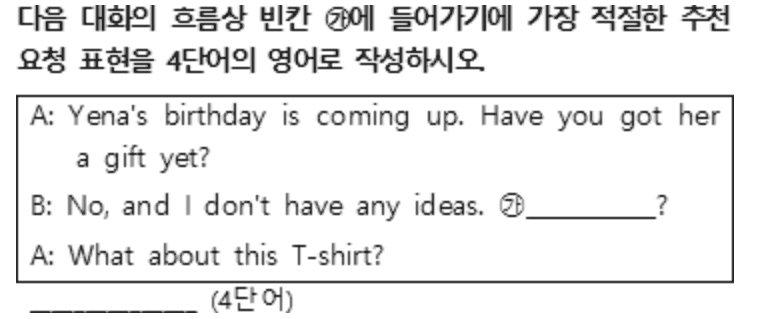 다음 대화의 흐름상 빈칸 ㉮에 들어가기에 가장 적절한 추천
요청 표현을 4단어의 영어로 작성하시오.
A: Yena's birthday is coming up. Have you got her
a gift yet?
B: No, and I don't have any ideas. ㉮__________?
A: What about this T-shirt?
______________ (4단어)